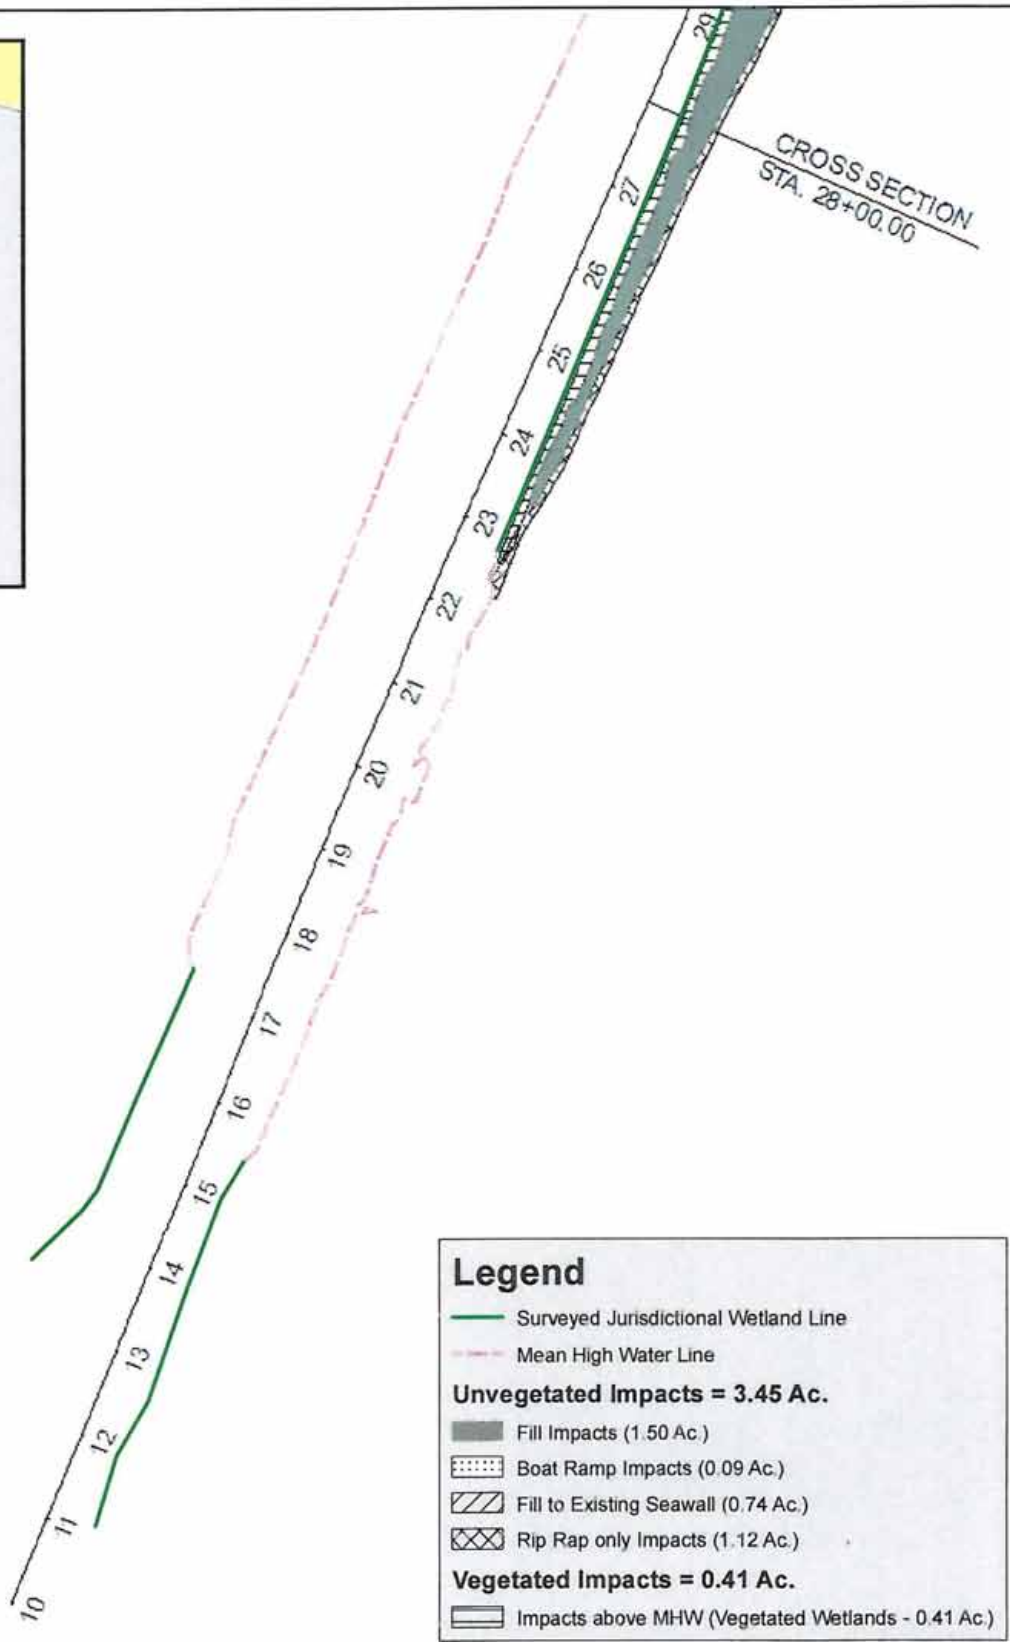 29
CROSS SECTION
STA. 28+00.00
27
26
25
24
23
22
21
20
19
18
17
16
15
14
13
12
11
10
Legend
Surveyed Jurisdictional Wetland Line
Mean High Water Line
Unvegetated Impacts = 3.45 Ac.
Fill Impacts (1.50 Ac.)
Boat Ramp Impacts (0.09 Ac.)
Fill to Existing Seawall (0.74 Ac.)
Rip Rap only Impacts (1.12 Ac.)
Vegetated Impacts = 0.41 Ac.
Impacts above MHW (Vegetated Wetlands - 0.41 Ac.)